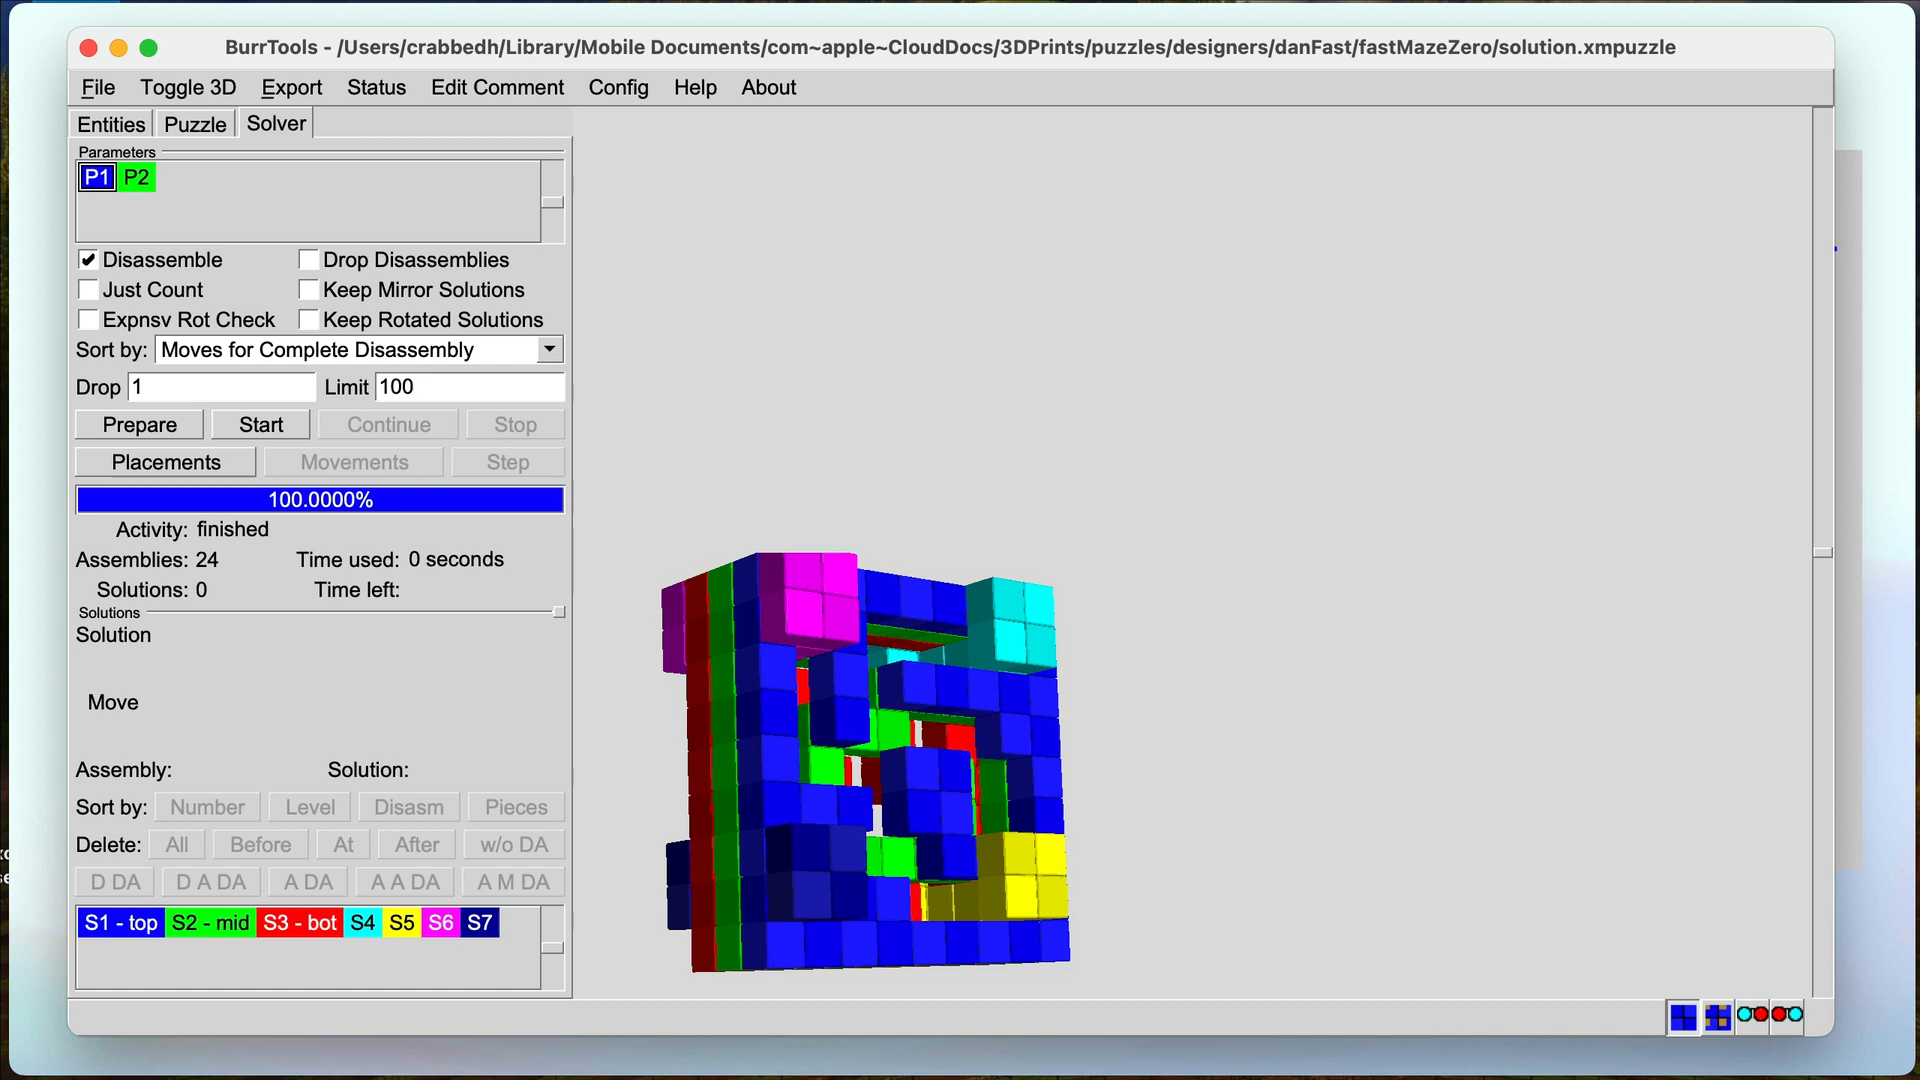 BurrTools - /Users/crabbedh/Library/Mobile Documents/com~apple~CloudDocs/3DPrints/puzzles/designers/danFast/fastMazeZero/solution.xmpuzzle
File Toggle 3D Export Status Edit Comment Config Help About
Entities Puzzle Solver
Parameters
P1 P2
Disassemble Drop Disassemblies
Just Count Keep Mirror Solutions
Expnsv Rot Check Keep Rotated Solutions
Sort by: Moves for Complete Disassembly
Drop 1 Limit 100
Prepare Start Continue Stop
Placements Movements Step
100.0000%
Activity: finished
Assemblies: 24 Time used: 0 seconds
Solutions: 0 Time left:
Solutions
Solution
Move
Assembly: Solution:
Sort by: Number Level Disasm Pieces
Delete: All Before At After w/o DA
D DA D A DA A DA A A DA A M DA
S1 - top S2 - mid S3 - bot S4 S5 S6 S7